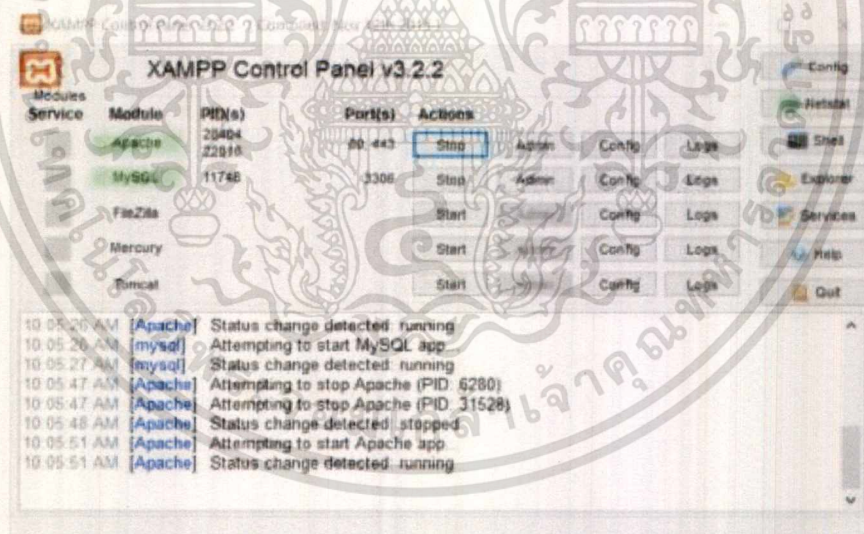 XAMPP Control Panel v3.2.2
Modules
Service Module PID(s) Port(s) Actions
Apache 28404 80, 443 Stop Admin Config Logs
22916
MySQL 11748 3306 Stop Admin Config Logs
FileZilla Start Config Logs
Mercury Start Config Logs
Tomcat Start Config Logs
Config
Netstat
Shell
Explorer
Services
Help
Quit
10:05:26 AM [Apache] Status change detected: running
10:05:26 AM [mysql] Attempting to start MySQL app...
10:05:27 AM [mysql] Status change detected: running
10:05:47 AM [Apache] Attempting to stop Apache (PID: 6280)
10:05:47 AM [Apache] Attempting to stop Apache (PID: 31528)
10:05:48 AM [Apache] Status change detected: stopped
10:05:51 AM [Apache] Attempting to start Apache app...
10:05:51 AM [Apache] Status change detected: running